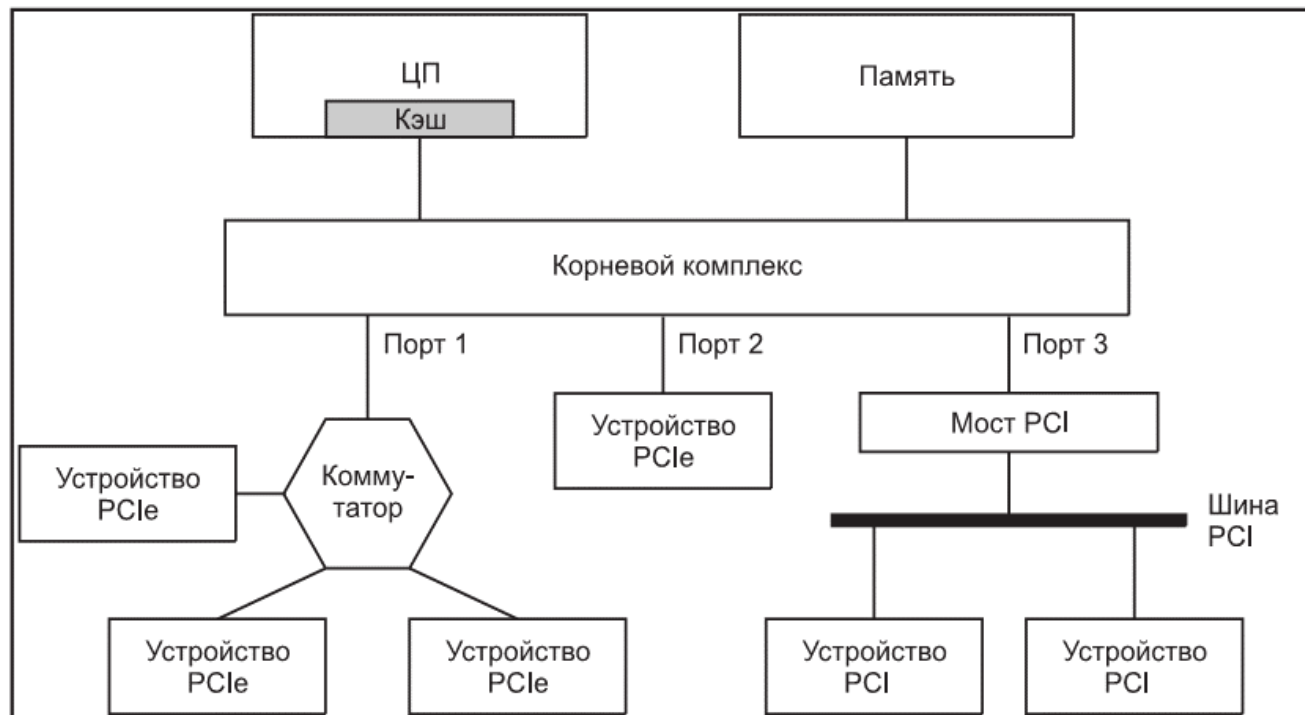 ЦП
Кэш
Память
Корневой комплекс
Порт 1
Порт 2
Порт 3
Устройство
PCIe
Мост PCI
Устройство
PCIe
Комму-
татор
Шина
PCI
Устройство
PCIe
Устройство
PCIe
Устройство
PCI
Устройство
PCI